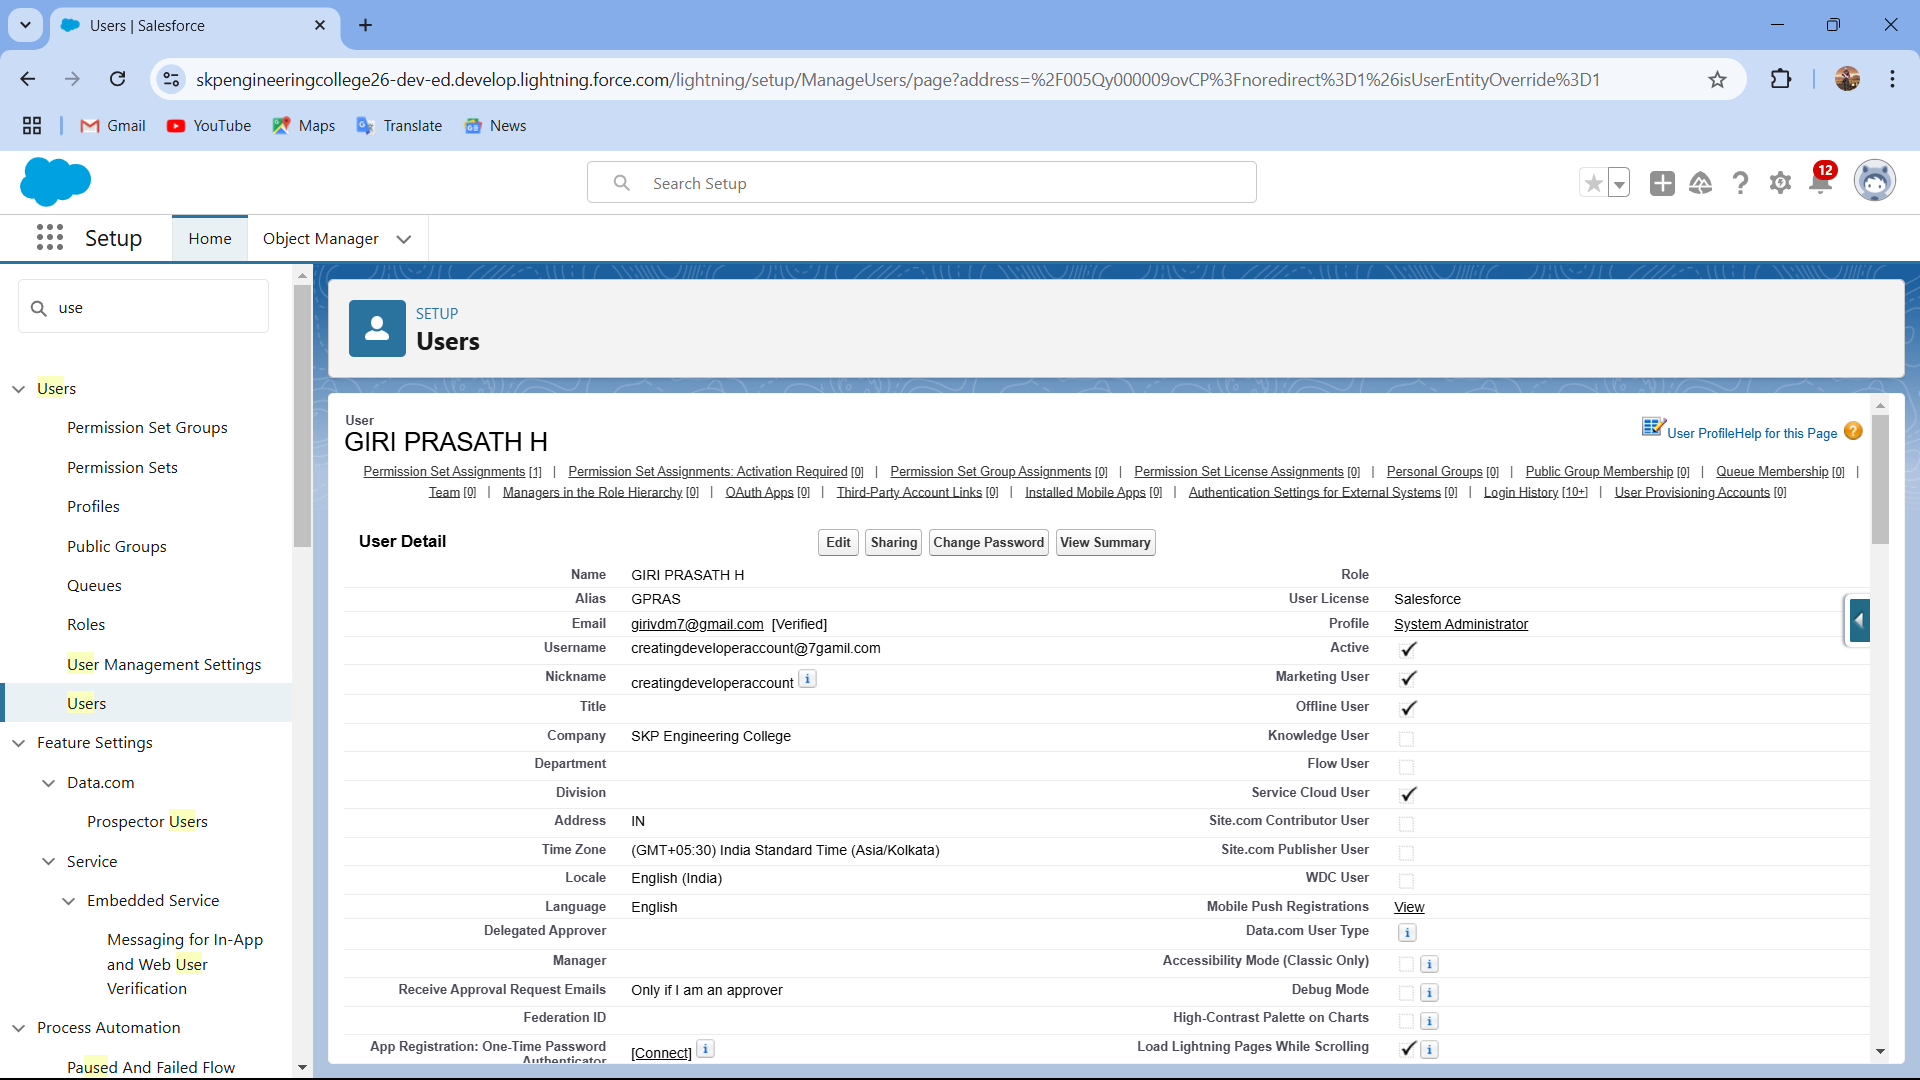 Users | Salesforce
skpengineeringcollege26-dev-ed.develop.lightning.force.com/lightning/setup/ManageUsers/page?address=%2F005Qy000009ovCP%3Fnoredirect%3D1%26isUserEntityOverride%3D1
Gmail YouTube Maps Translate News
Search Setup
12
Setup Home Object Manager
use
Users
Permission Set Groups
Permission Sets
Profiles
Public Groups
Queues
Roles
User Management Settings
Users
Feature Settings
Data.com
Prospector Users
Service
Embedded Service
Messaging for In-App
and Web User
Verification
Process Automation
Paused And Failed Flow
SETUP
Users
User
GIRI PRASATH H
User Profile Help for this Page ?
Permission Set Assignments [1] | Permission Set Assignments: Activation Required [0] | Permission Set Group Assignments [0] | Permission Set License Assignments [0] | Personal Groups [0] | Public Group Membership [0] | Queue Membership [0] |
Team [0] | Managers in the Role Hierarchy [0] | OAuth Apps [0] | Third-Party Account Links [0] | Installed Mobile Apps [0] | Authentication Settings for External Systems [0] | Login History [10+] | User Provisioning Accounts [0]
User Detail Edit Sharing Change Password View Summary
Name GIRI PRASATH H Role
Alias GPRAS User License Salesforce
Email girivdm7@gmail.com [Verified] Profile System Administrator
Username creatingdeveloperaccount@7gamil.com Active
Nickname creatingdeveloperaccount i Marketing User
Title Offline User
Company SKP Engineering College Knowledge User
Department Flow User
Division Service Cloud User
Address IN Site.com Contributor User
Time Zone (GMT+05:30) India Standard Time (Asia/Kolkata) Site.com Publisher User
Locale English (India) WDC User
Language English Mobile Push Registrations View
Delegated Approver Data.com User Type i
Manager Accessibility Mode (Classic Only) i
Receive Approval Request Emails Only if I am an approver Debug Mode i
Federation ID High-Contrast Palette on Charts i
App Registration: One-Time Password Authenticator [Connect] i Load Lightning Pages While Scrolling i